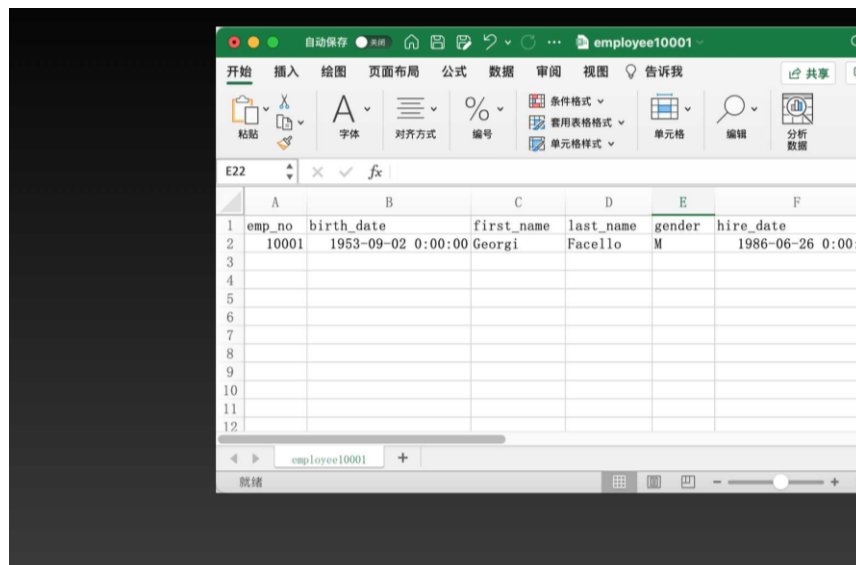 自动保存 关闭 employee10001
开始 插入 绘图 页面布局 公式 数据 审阅 视图 告诉我 共享
粘贴 字体 对齐方式 编号 条件格式 套用表格格式 单元格样式 单元格 编辑 分析数据
E22 fx
A B C D E F
1 emp_no birth_date first_name last_name gender hire_date
2 10001 1953-09-02 0:00:00 Georgi Facello M 1986-06-26 0:00:
3
4
5
6
7
8
9
10
11
12
employee10001 +
就绪 − +